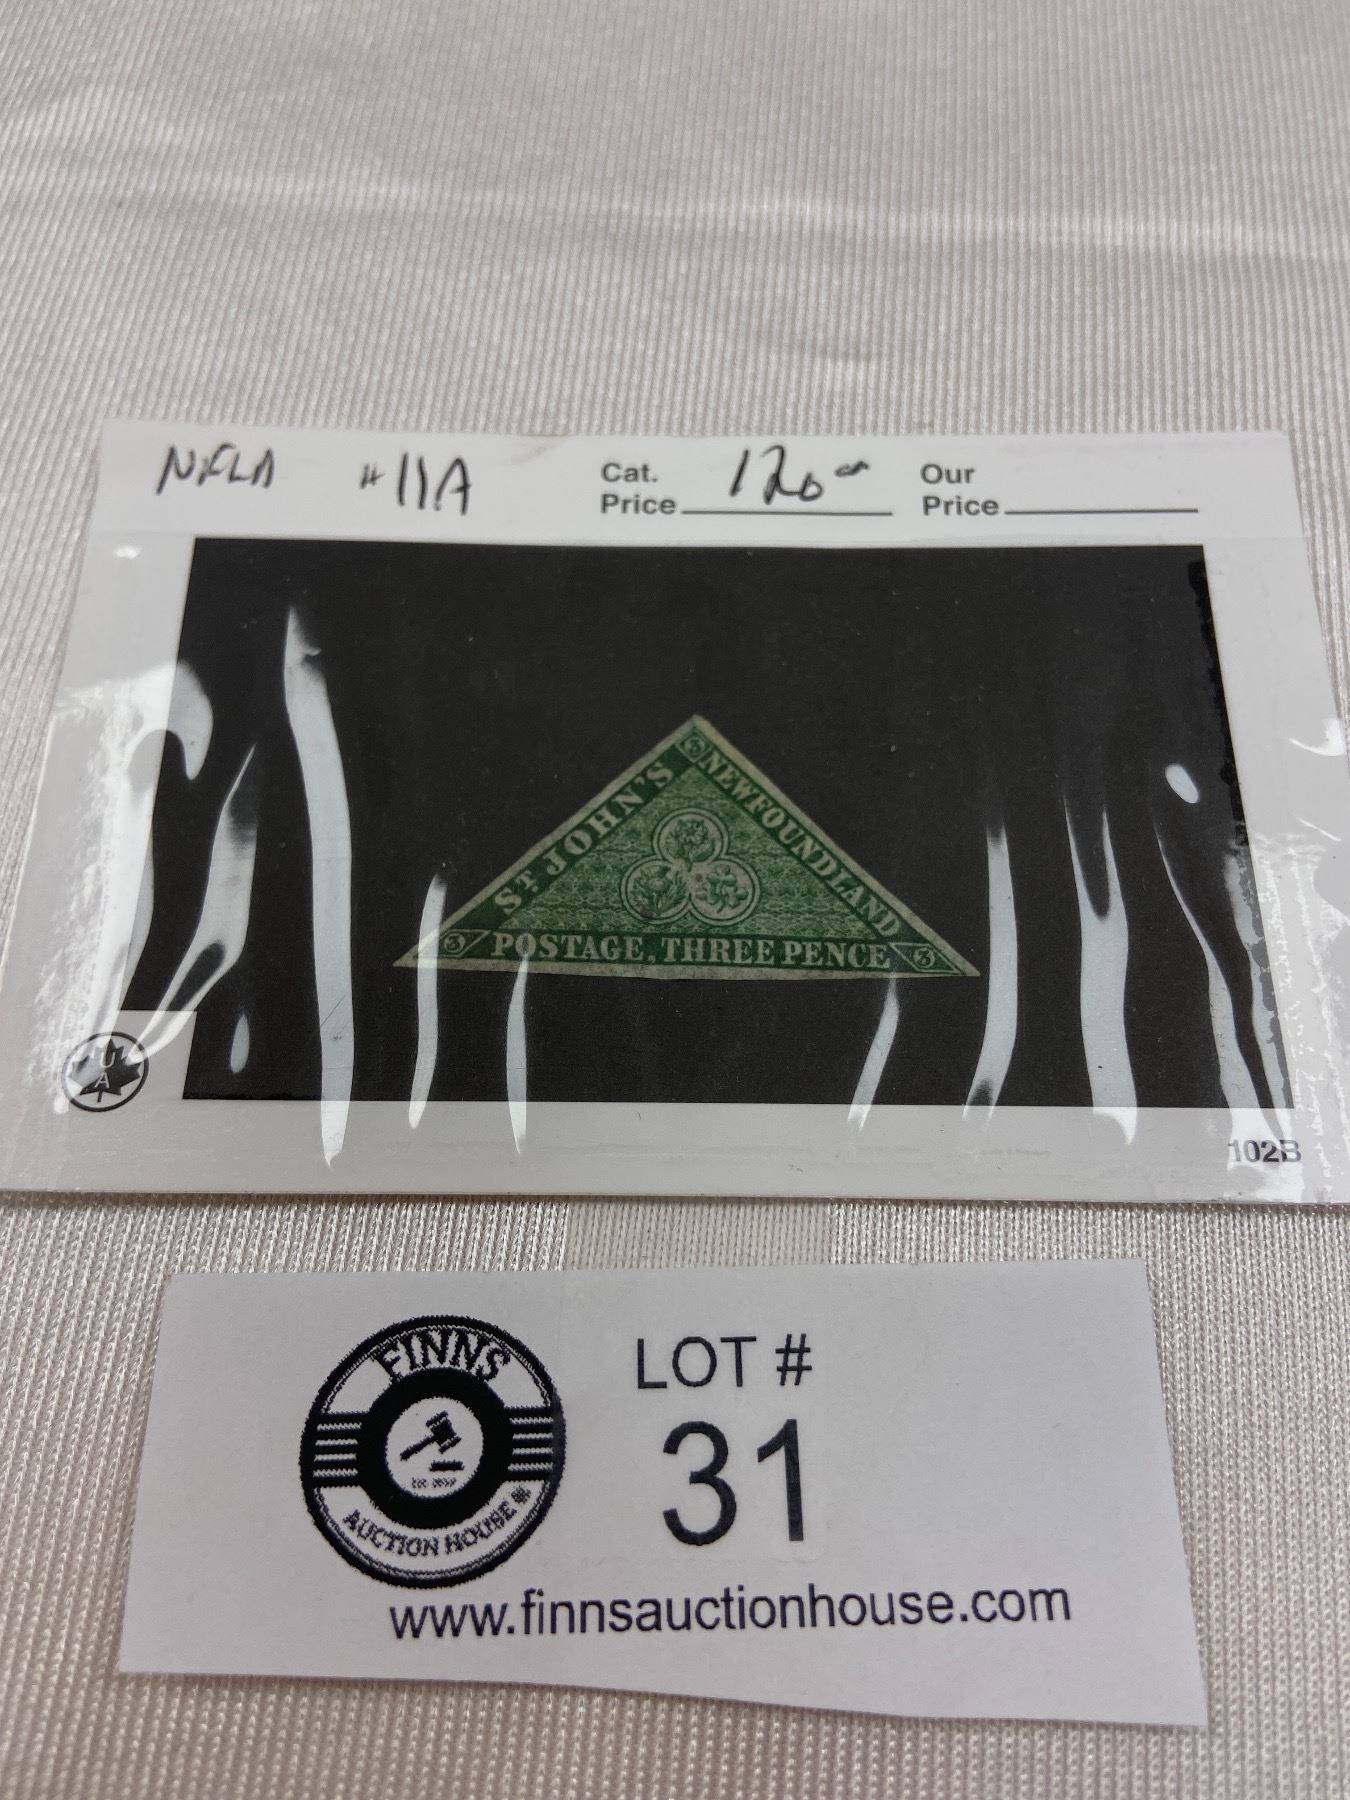 NFLD #11A Cat. Price 120.00 Our Price
3
ST. JOHN'S NEWFOUNDLAND
3 POSTAGE. THREE PENCE 3
UA
102B
FINNS
AUCTION HOUSE
LOT #
31
www.finnsauctionhouse.com